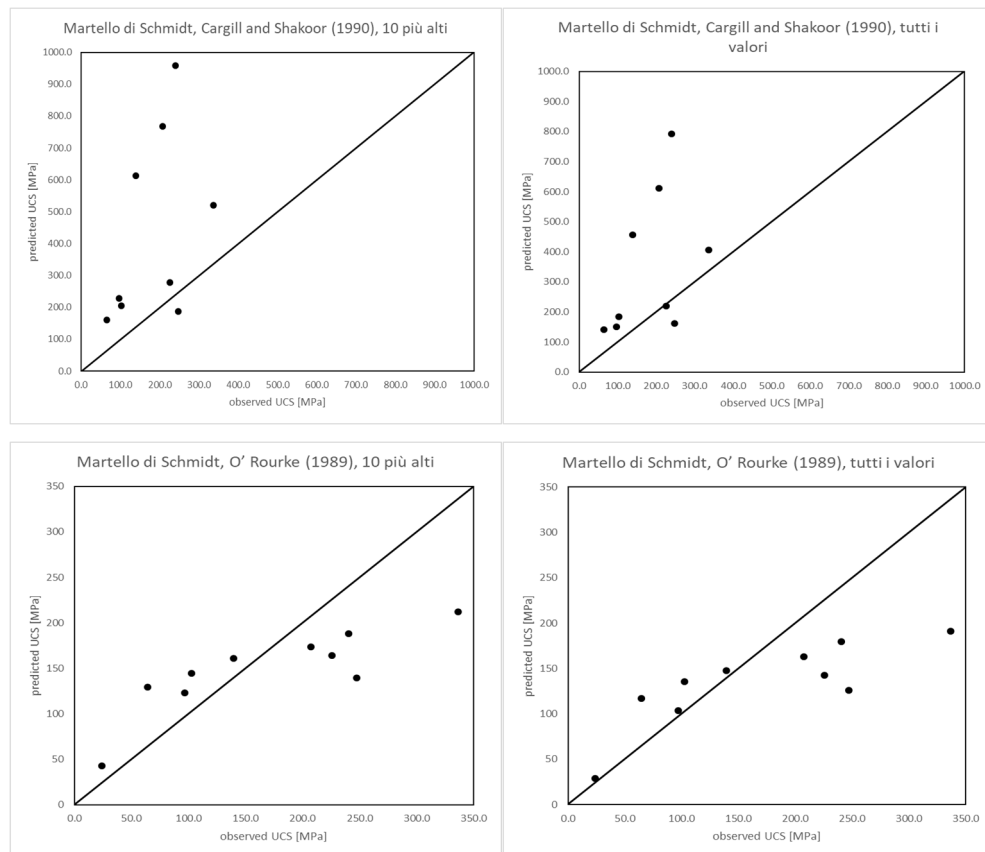 Martello di Schmidt, Cargill and Shakoor (1990), 10 più alti
1000.0
900.0
800.0
700.0
600.0
500.0
400.0
300.0
200.0
100.0
0.0
predicted UCS [MPa]
0.0 100.0 200.0 300.0 400.0 500.0 600.0 700.0 800.0 900.0 1000.0
observed UCS [MPa]
Martello di Schmidt, Cargill and Shakoor (1990), tutti i
valori
1000.0
900.0
800.0
700.0
600.0
500.0
400.0
300.0
200.0
100.0
0.0
predicted UCS [MPa]
0.0 100.0 200.0 300.0 400.0 500.0 600.0 700.0 800.0 900.0 1000.0
observed UCS [MPa]
Martello di Schmidt, O’ Rourke (1989), 10 più alti
350
300
250
200
150
100
50
0
predicted UCS [MPa]
0.0 50.0 100.0 150.0 200.0 250.0 300.0 350.0
observed UCS [MPa]
Martello di Schmidt, O’ Rourke (1989), tutti i valori
350
300
250
200
150
100
50
0
predicted UCS [MPa]
0.0 50.0 100.0 150.0 200.0 250.0 300.0 350.0
observed UCS [MPa]